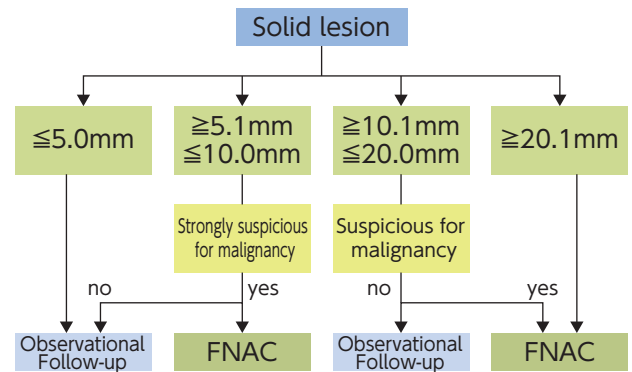 Solid lesion
≦5.0mm
≧5.1mm
≦10.0mm
≧10.1mm
≦20.0mm
≧20.1mm
Strongly suspicious
for malignancy
Suspicious for
malignancy
no
yes
no
yes
Observational
Follow-up
FNAC
Observational
Follow-up
FNAC